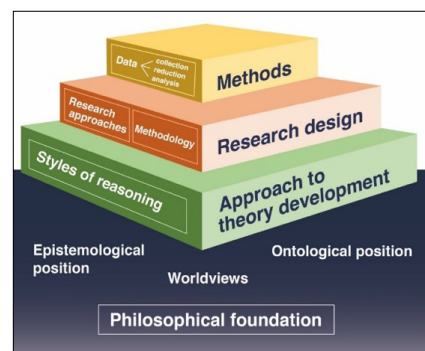 Data
collection
reduction
analysis
Methods
Research
approaches
Methodology
Research design
Styles of reasoning
Approach to
theory development
Epistemological
position
Worldviews
Ontological position
Philosophical foundation